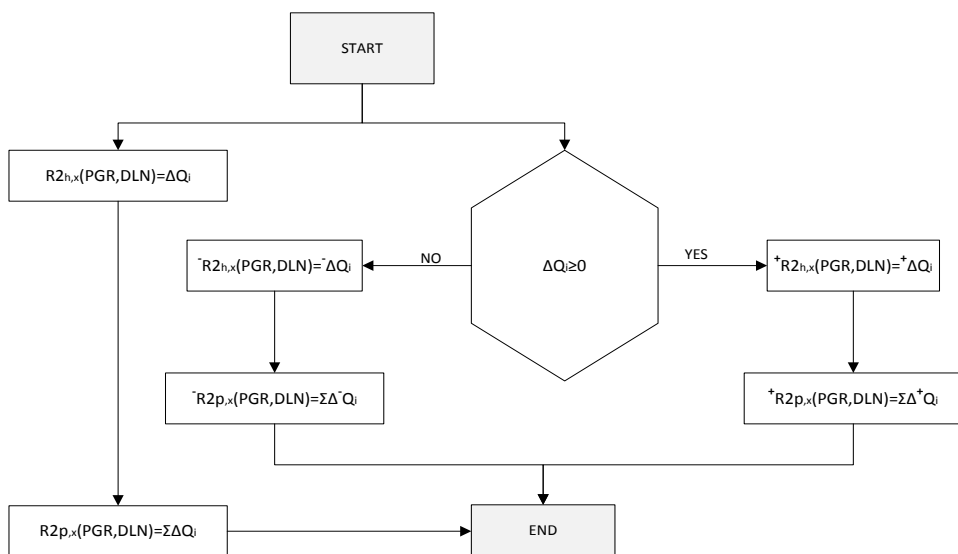 START
R2h,x(PGR,DLN)=ΔQi
-R2h,x(PGR,DLN)=-ΔQi
NO
ΔQi≥0
YES
+R2h,x(PGR,DLN)=+ΔQi
-R2p,x(PGR,DLN)=ΣΔ-Qi
+R2p,x(PGR,DLN)=ΣΔ+Qi
R2p,x(PGR,DLN)=ΣΔQi
END